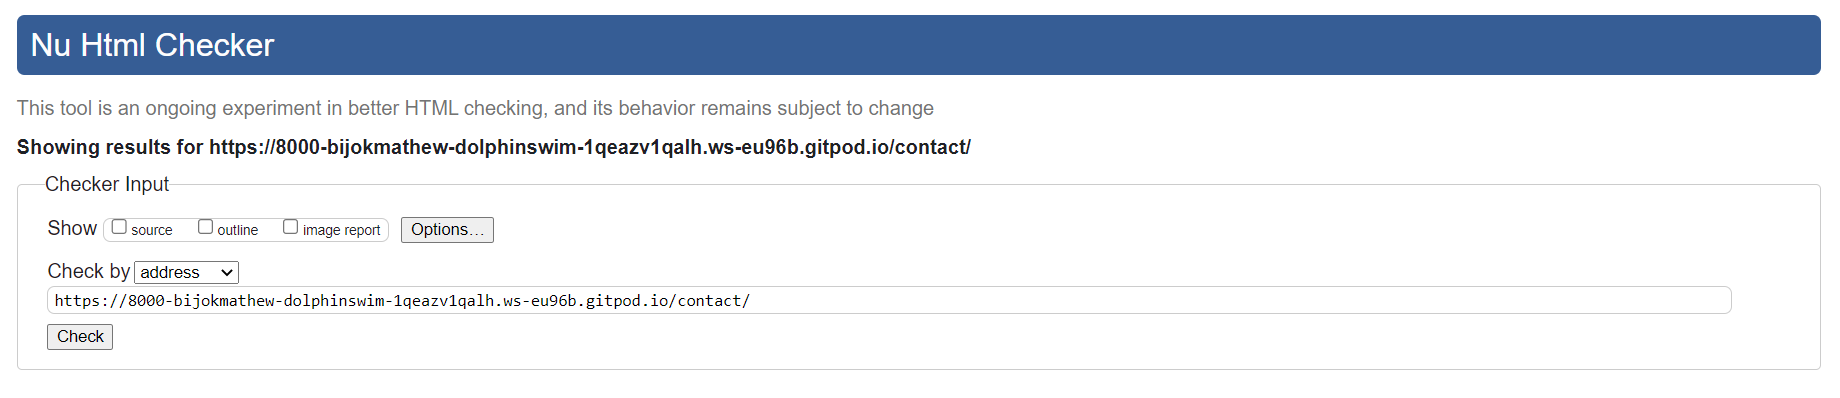 Nu Html Checker
This tool is an ongoing experiment in better HTML checking, and its behavior remains subject to change
Showing results for https://8000-bijokmathew-dolphinswim-1qeazv1qalh.ws-eu96b.gitpod.io/contact/
Checker Input
Show source outline image report Options...
Check by address
https://8000-bijokmathew-dolphinswim-1qeazv1qalh.ws-eu96b.gitpod.io/contact/
Check